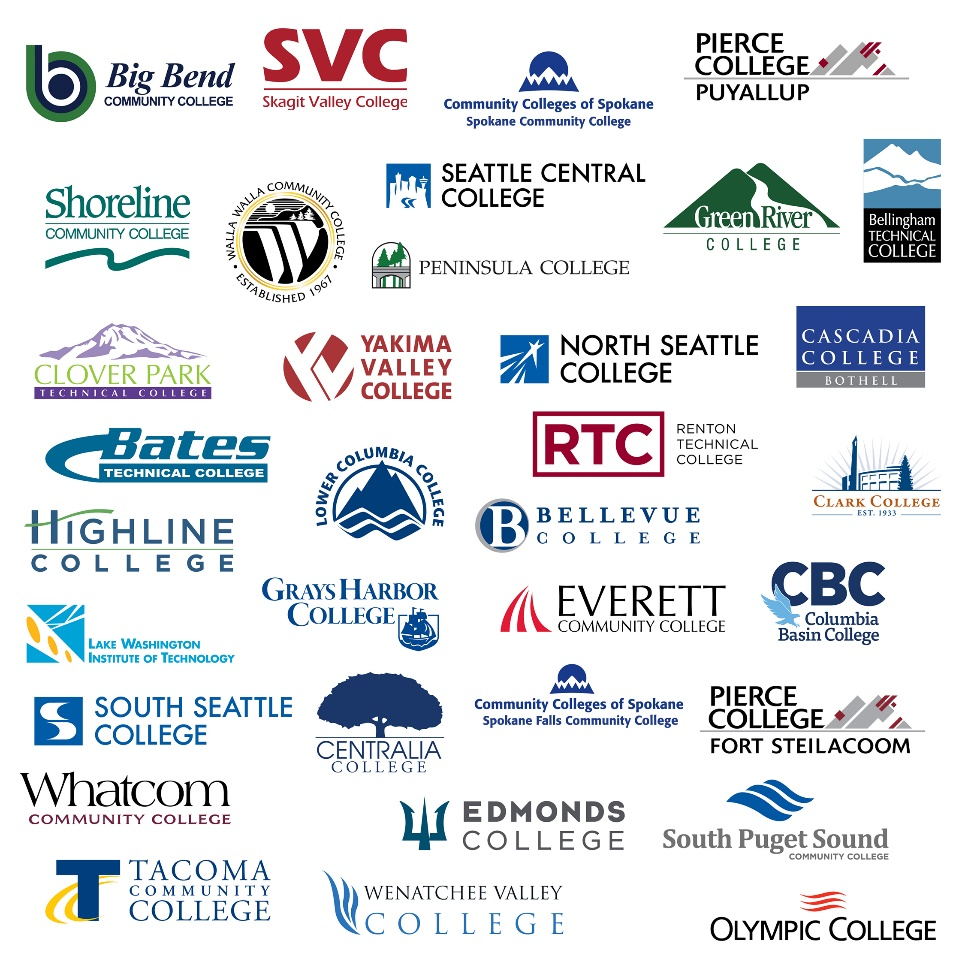 Big Bend
COMMUNITY COLLEGE
SVC
Skagit Valley College
Community Colleges of Spokane
Spokane Community College
PIERCE
COLLEGE
PUYALLUP
Shoreline
COMMUNITY COLLEGE
WALLA WALLA COMMUNITY COLLEGE
• ESTABLISHED 1967 •
SEATTLE CENTRAL
COLLEGE
PENINSULA COLLEGE
Green River
COLLEGE
Bellingham
TECHNICAL
COLLEGE
CLOVER PARK
TECHNICAL COLLEGE
YAKIMA
VALLEY
COLLEGE
NORTH SEATTLE
COLLEGE
CASCADIA
COLLEGE
BOTHELL
Bates
TECHNICAL COLLEGE
LOWER COLUMBIA COLLEGE
RTC
RENTON
TECHNICAL
COLLEGE
CLARK COLLEGE
EST. 1933
HIGHLINE
COLLEGE
B
BELLEVUE
COLLEGE
GRAYS HARBOR
COLLEGE
EVERETT
COMMUNITY COLLEGE
CBC
Columbia
Basin College
LAKE WASHINGTON
INSTITUTE OF TECHNOLOGY
SOUTH SEATTLE
COLLEGE
CENTRALIA
COLLEGE
Community Colleges of Spokane
Spokane Falls Community College
PIERCE
COLLEGE
FORT STEILACOOM
Whatcom
COMMUNITY COLLEGE
EDMONDS
COLLEGE
South Puget Sound
COMMUNITY COLLEGE
T
TACOMA
COMMUNITY
COLLEGE
WENATCHEE VALLEY
COLLEGE
OLYMPIC COLLEGE